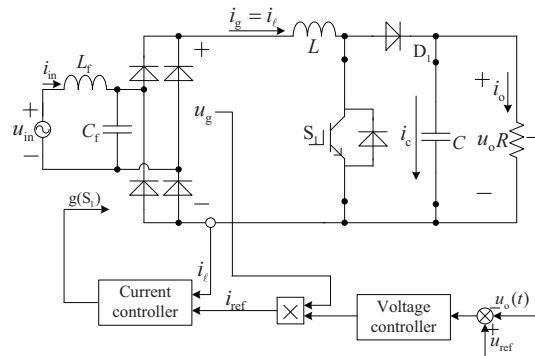 i_g = i_ℓ
L
D_1
L_f
i_in
+
u_in
−
C_f
+
u_g
−
S_1
i_c
C
+
i_o
u_o R
−
g(S_1)
i_ℓ
Current
controller
i_ref
×
Voltage
controller
− u_o(t)
+
u_ref